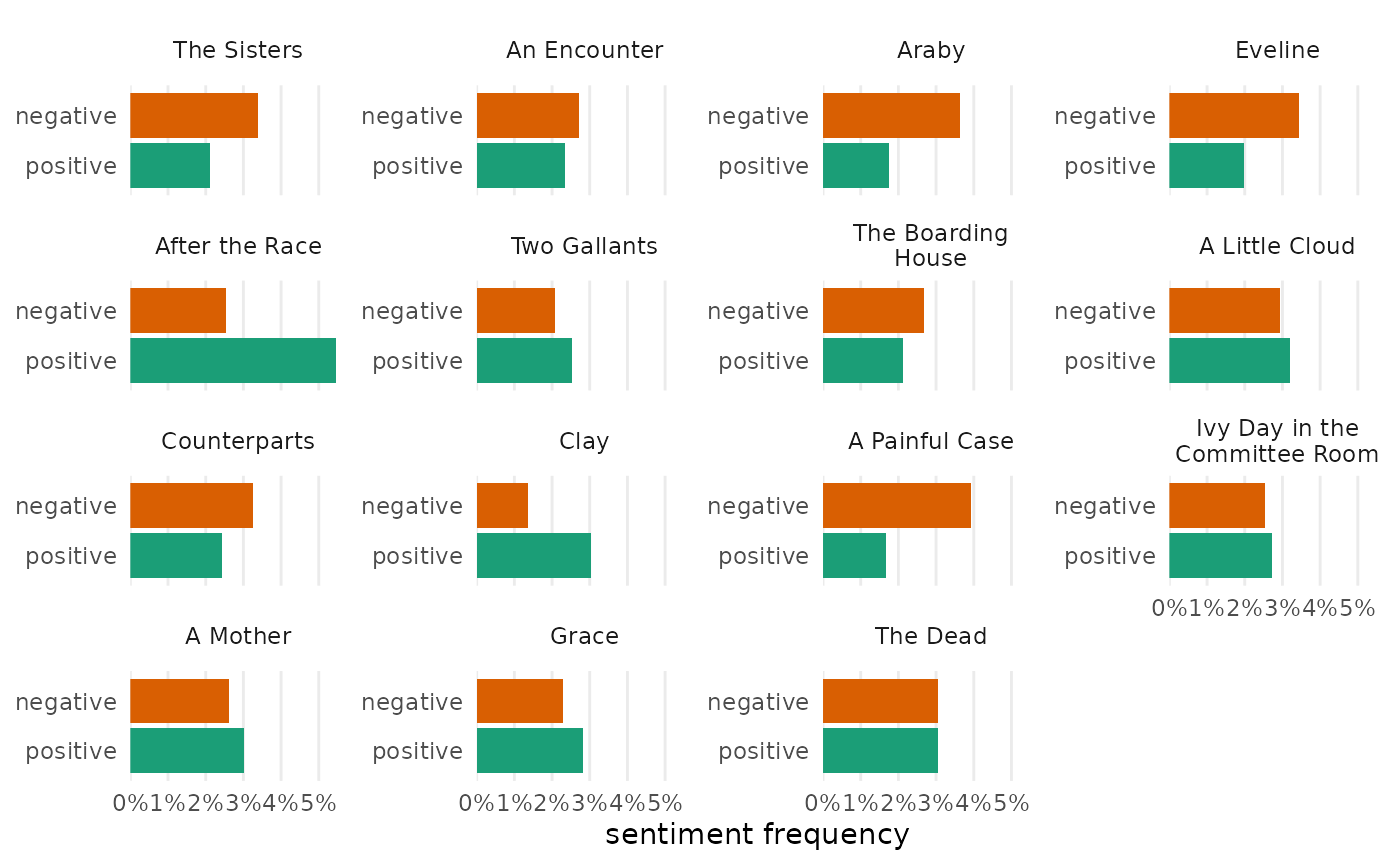 The Sisters
An Encounter
Araby
Eveline
negative
positive
negative
positive
negative
positive
negative
positive
After the Race
Two Gallants
The Boarding
House
A Little Cloud
negative
positive
negative
positive
negative
positive
negative
positive
Counterparts
Clay
A Painful Case
Ivy Day in the
Committee Room
negative
positive
negative
positive
negative
positive
negative
positive
0% 1% 2% 3% 4% 5%
A Mother
Grace
The Dead
negative
positive
negative
positive
negative
positive
0% 1% 2% 3% 4% 5%
0% 1% 2% 3% 4% 5%
0% 1% 2% 3% 4% 5%
sentiment frequency